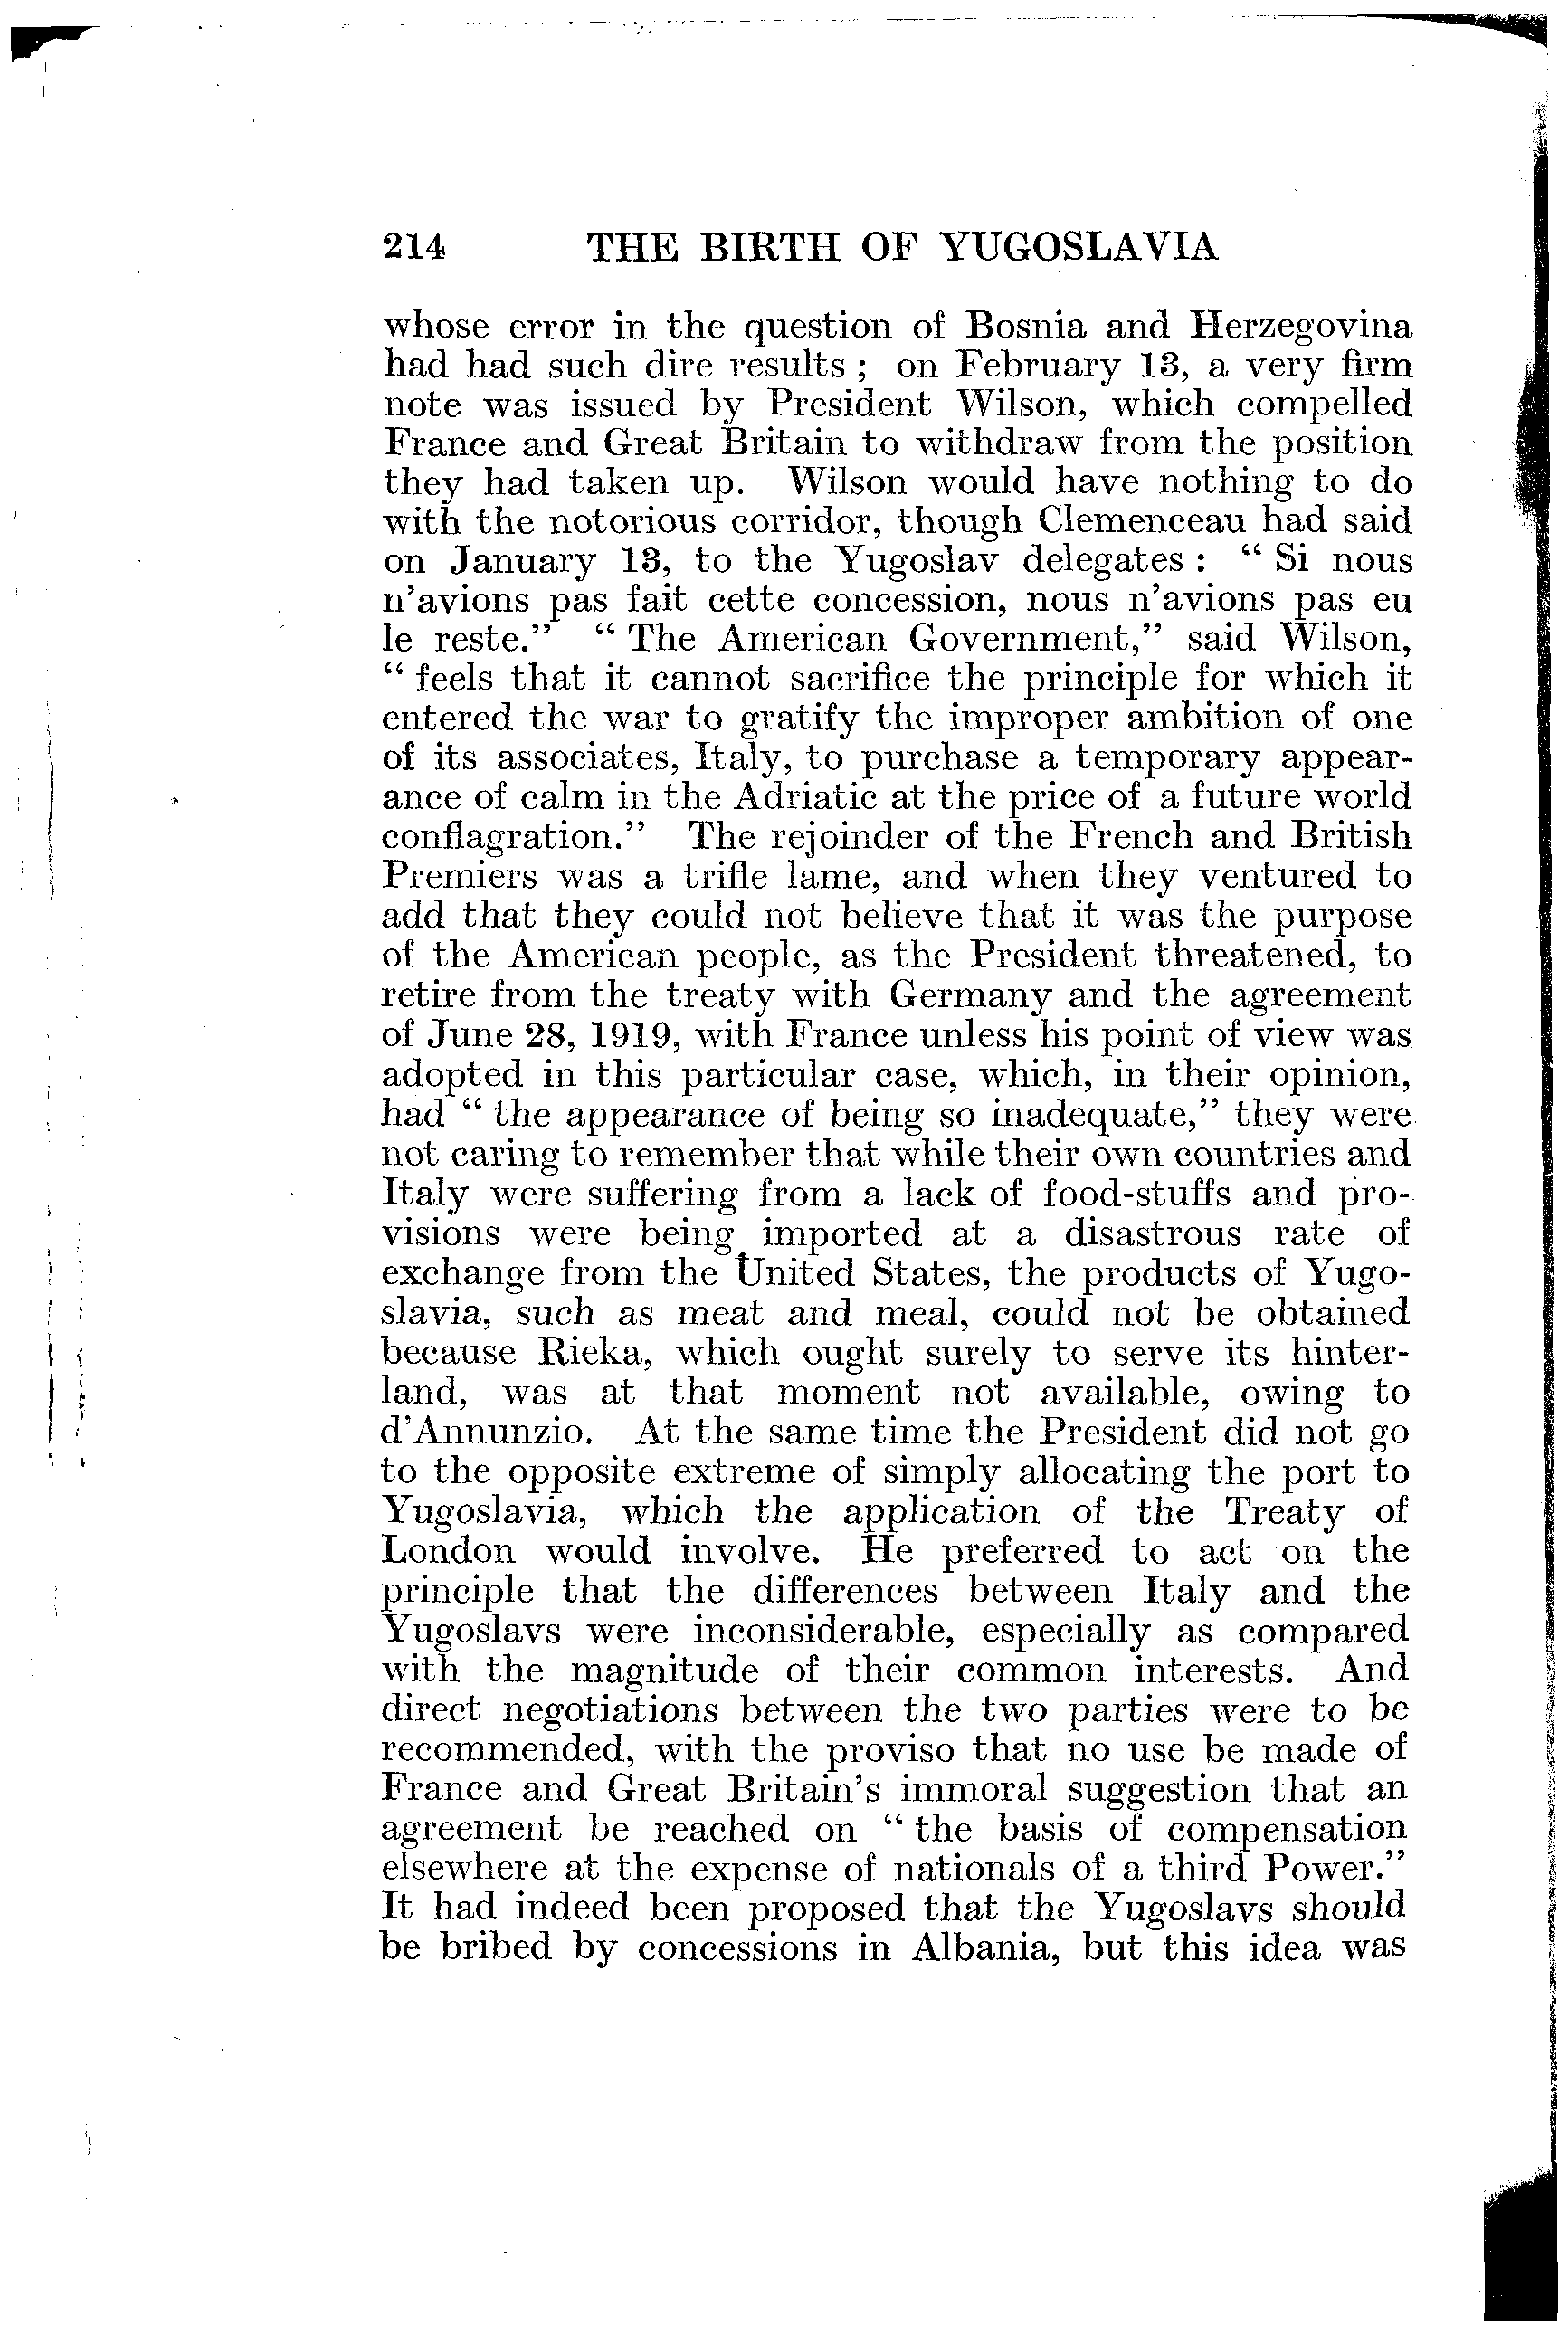 214 THE BIRTH OF YUGOSLAVIA
whose error in the question of Bosnia and Herzegovina
had had such dire results ; on February 13, a very firm
note was issued by President Wilson, which compelled
France and Great Britain to withdraw from the position
they had taken up. Wilson would have nothing to do
with the notorious corridor, though Clemenceau had said
on January 13, to the Yugoslav delegates : “ Si nous
n'avions pas fait cette concession, nous n'avions pas eu
le reste.” “ The American Government,” said Wilson,
“ feels that it cannot sacrifice the principle for which it
entered the war to gratify the improper ambition of one
of its associates, Italy, to purchase a temporary appear-
ance of calm in the Adriatic at the price of a future world
conflagration.” The rejoinder of the French and British
Premiers was a trifle lame, and when they ventured to
add that they could not believe that it was the purpose
of the American people, as the President threatened, to
retire from the treaty with Germany and the agreement
of June 28, 1919, with France unless his point of view was
adopted in this particular case, which, in their opinion,
had “ the appearance of being so inadequate,” they were
not caring to remember that while their own countries and
Italy were suffering from a lack of food-stuffs and pro-
visions were being imported at a disastrous rate of
exchange from the United States, the products of Yugo-
slavia, such as meat and meal, could not be obtained
because Rieka, which ought surely to serve its hinter-
land, was at that moment not available, owing to
d'Annunzio. At the same time the President did not go
to the opposite extreme of simply allocating the port to
Yugoslavia, which the application of the Treaty of
London would involve. He preferred to act on the
principle that the differences between Italy and the
Yugoslavs were inconsiderable, especially as compared
with the magnitude of their common interests. And
direct negotiations between the two parties were to be
recommended, with the proviso that no use be made of
France and Great Britain's immoral suggestion that an
agreement be reached on “ the basis of compensation
elsewhere at the expense of nationals of a third Power.”
It had indeed been proposed that the Yugoslavs should
be bribed by concessions in Albania, but this idea was